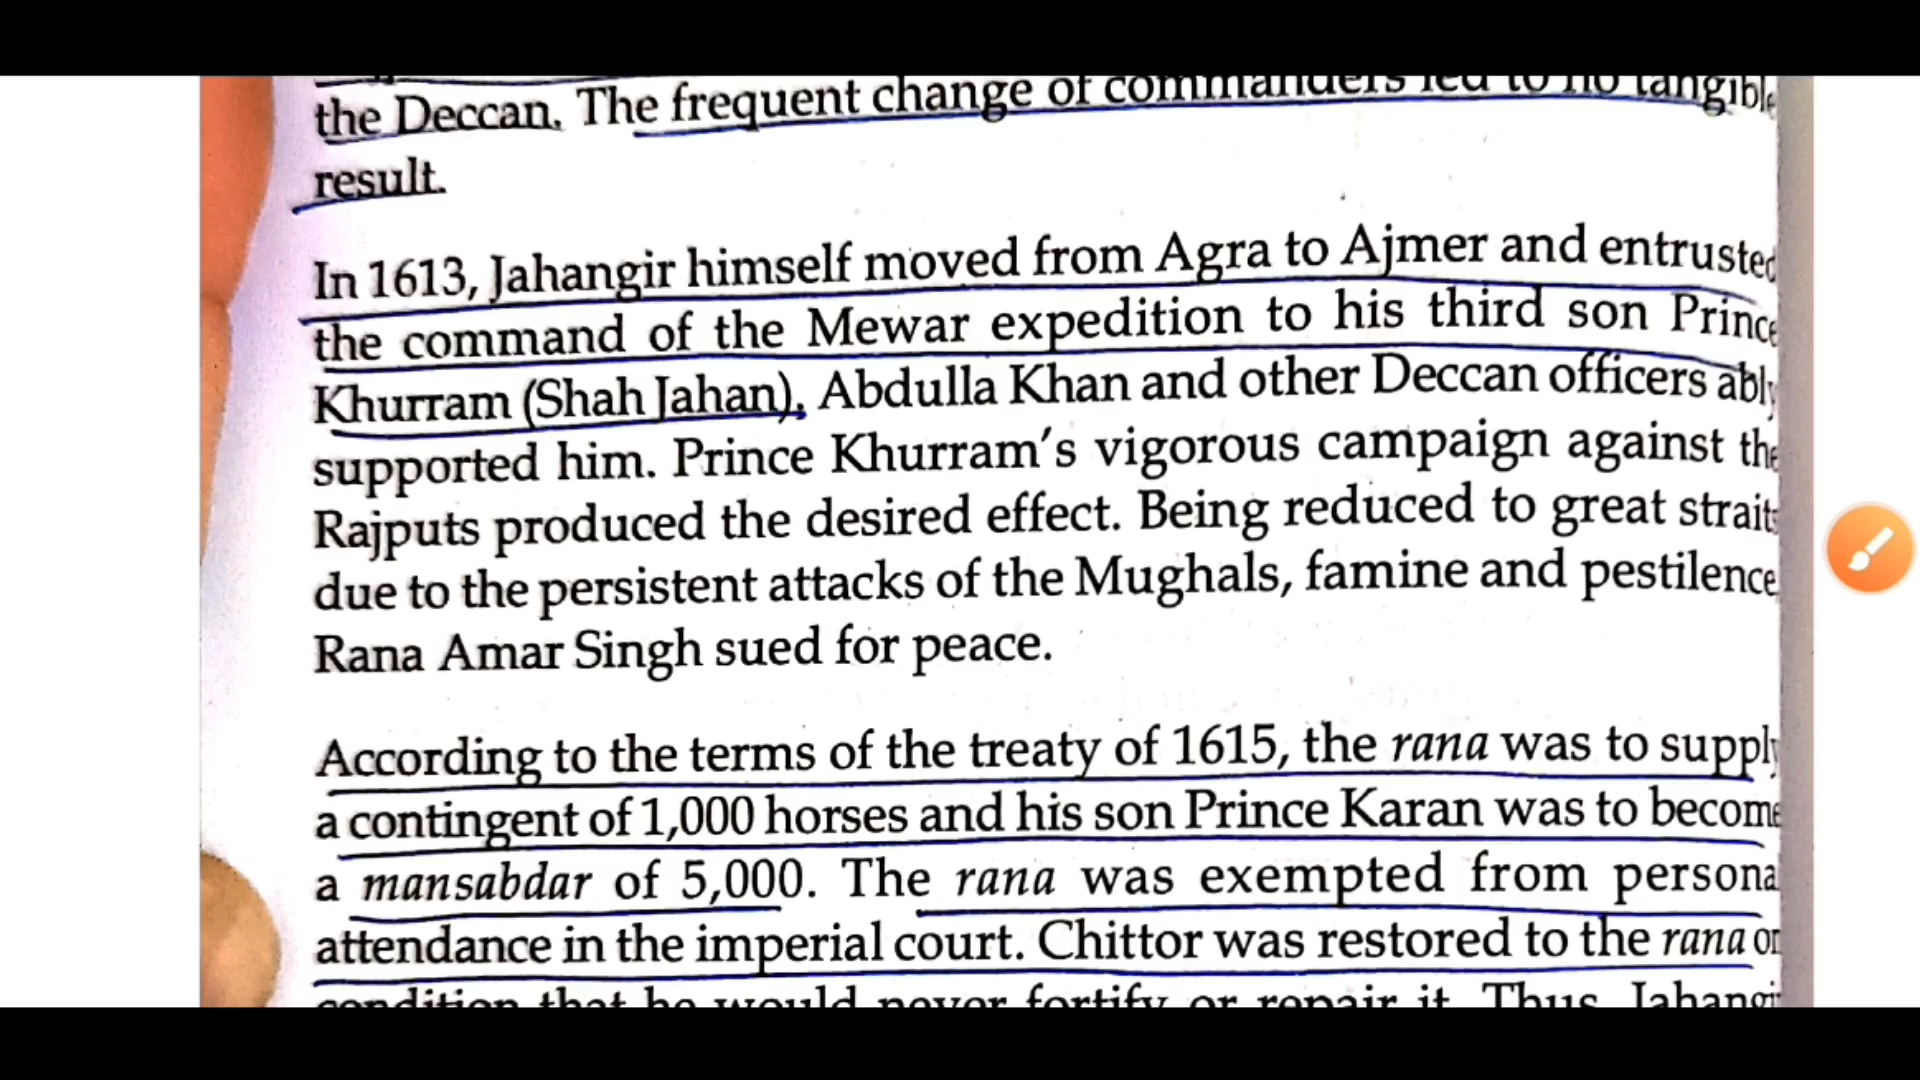 the Deccan. The frequent change of commanders led to no tangible
result.
In 1613, Jahangir himself moved from Agra to Ajmer and entrusted
the command of the Mewar expedition to his third son Prince
Khurram (Shah Jahan). Abdulla Khan and other Deccan officers ably
supported him. Prince Khurram's vigorous campaign against the
Rajputs produced the desired effect. Being reduced to great straits
due to the persistent attacks of the Mughals, famine and pestilence
Rana Amar Singh sued for peace.
According to the terms of the treaty of 1615, the rana was to supply
a contingent of 1,000 horses and his son Prince Karan was to become
a mansabdar of 5,000. The rana was exempted from personal
attendance in the imperial court. Chittor was restored to the rana on
condition that he would never fortify or repair it. Thus Jahangir